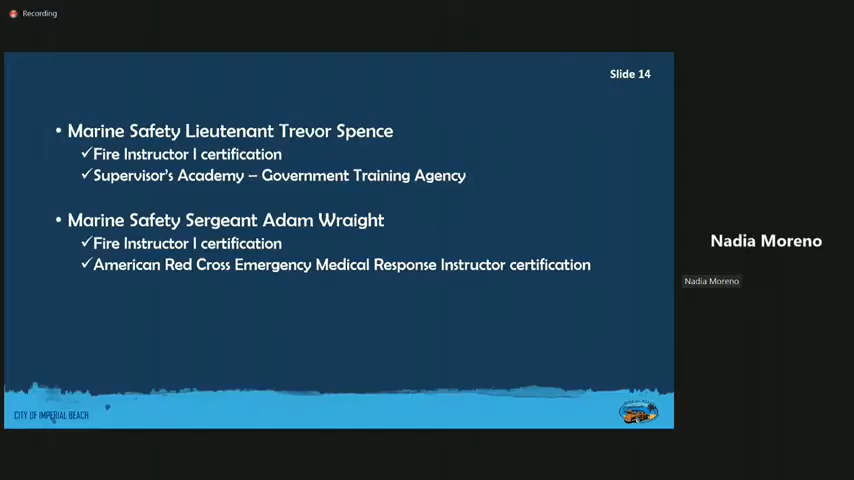 Recording
Slide 14
• Marine Safety Lieutenant Trevor Spence
✓Fire Instructor I certification
✓Supervisor's Academy – Government Training Agency
• Marine Safety Sergeant Adam Wraight
✓Fire Instructor I certification
✓American Red Cross Emergency Medical Response Instructor certification
Nadia Moreno
Nadia Moreno
CITY OF IMPERIAL BEACH